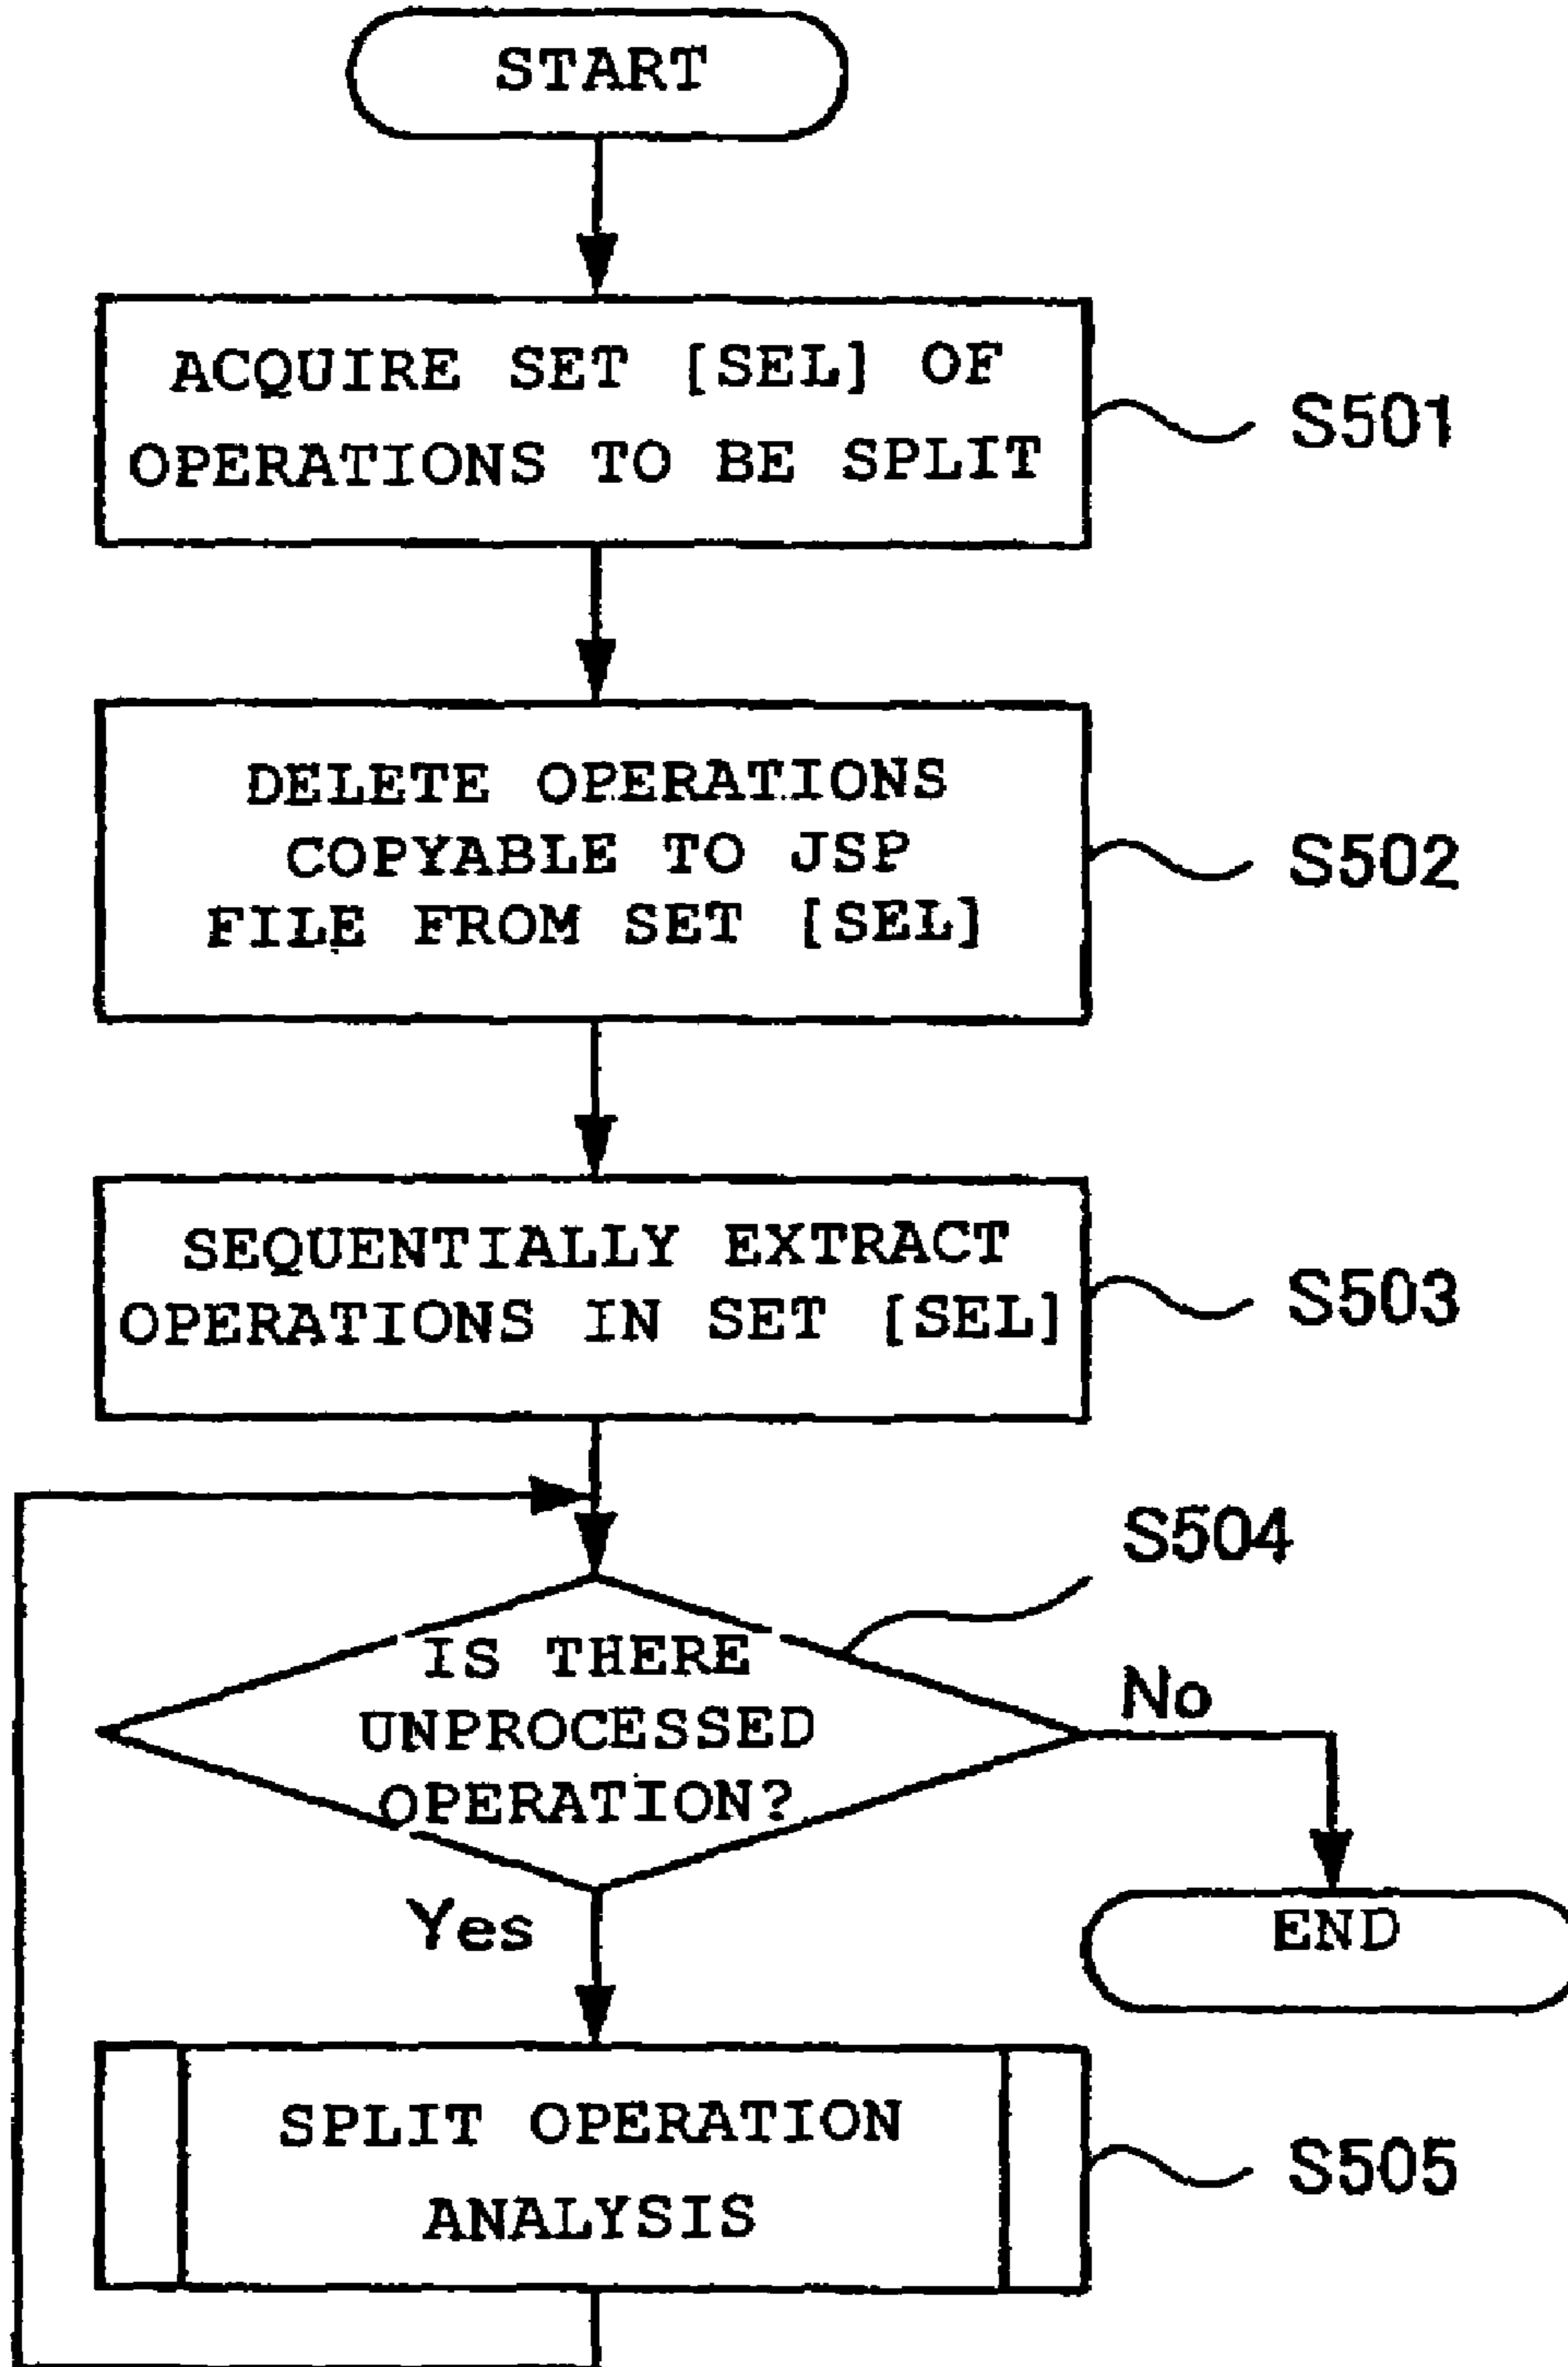 START
ACQUIRE SET [SEL] OF
OPERATIONS TO BE SPLIT
S501
DELETE OPERATIONS
COPYABLE TO JSP
FILE FROM SET [SEL]
S502
SEQUENTIALLY EXTRACT
OPERATIONS IN SET [SEL]
S503
S504
IS THERE
UNPROCESSED
OPERATION?
No
Yes
END
SPLIT OPERATION
ANALYSIS
S505